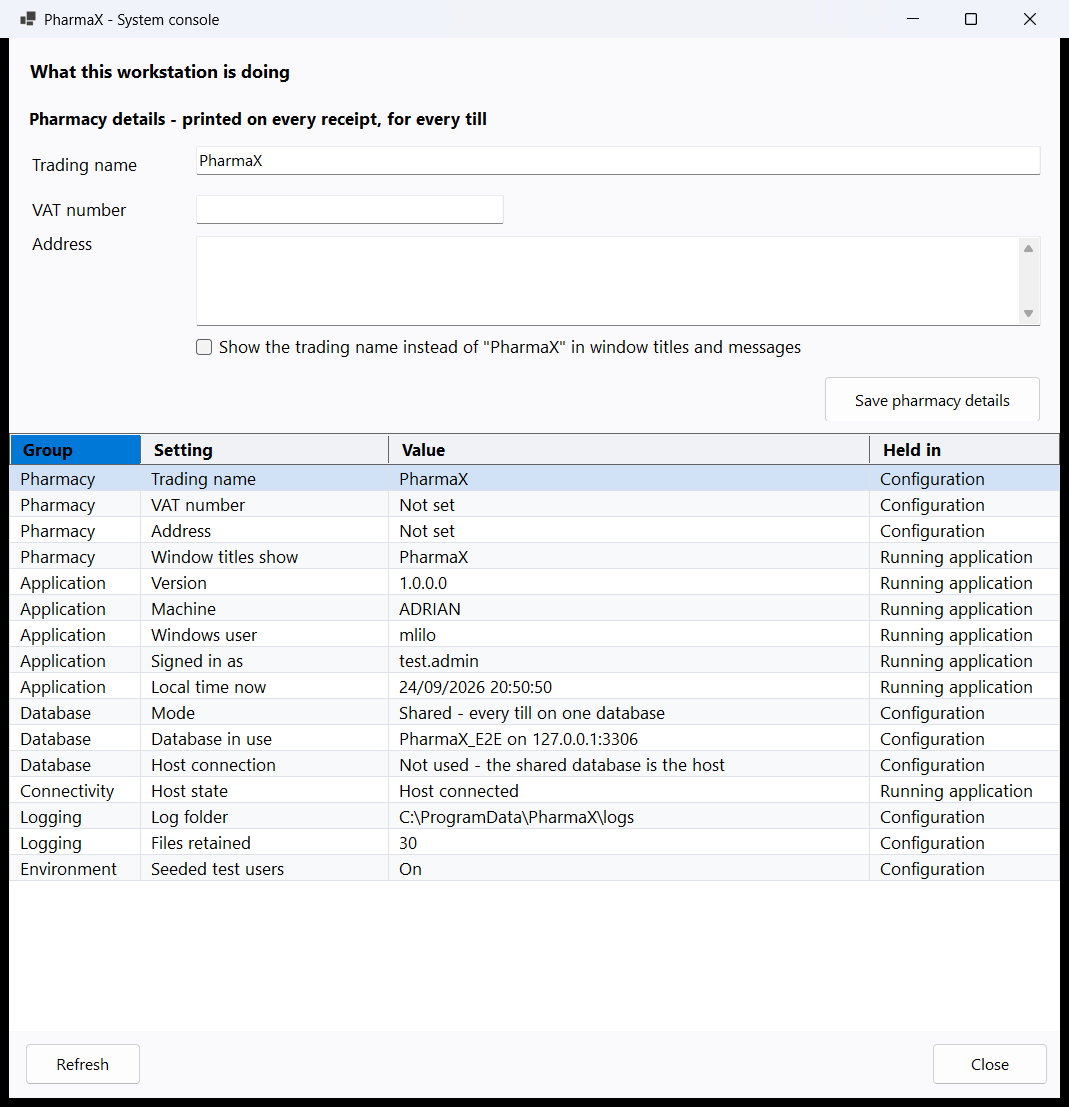 PharmaX - System console
What this workstation is doing
Pharmacy details - printed on every receipt, for every till
Trading name PharmaX
VAT number
Address
Show the trading name instead of "PharmaX" in window titles and messages
Save pharmacy details
Group Setting Value Held in
Pharmacy Trading name PharmaX Configuration
Pharmacy VAT number Not set Configuration
Pharmacy Address Not set Configuration
Pharmacy Window titles show PharmaX Running application
Application Version 1.0.0.0 Running application
Application Machine ADRIAN Running application
Application Windows user mlilo Running application
Application Signed in as test.admin Running application
Application Local time now 24/09/2026 20:50:50 Running application
Database Mode Shared - every till on one database Configuration
Database Database in use PharmaX_E2E on 127.0.0.1:3306 Configuration
Database Host connection Not used - the shared database is the host Configuration
Connectivity Host state Host connected Running application
Logging Log folder C:\ProgramData\PharmaX\logs Configuration
Logging Files retained 30 Configuration
Environment Seeded test users On Configuration
Refresh Close